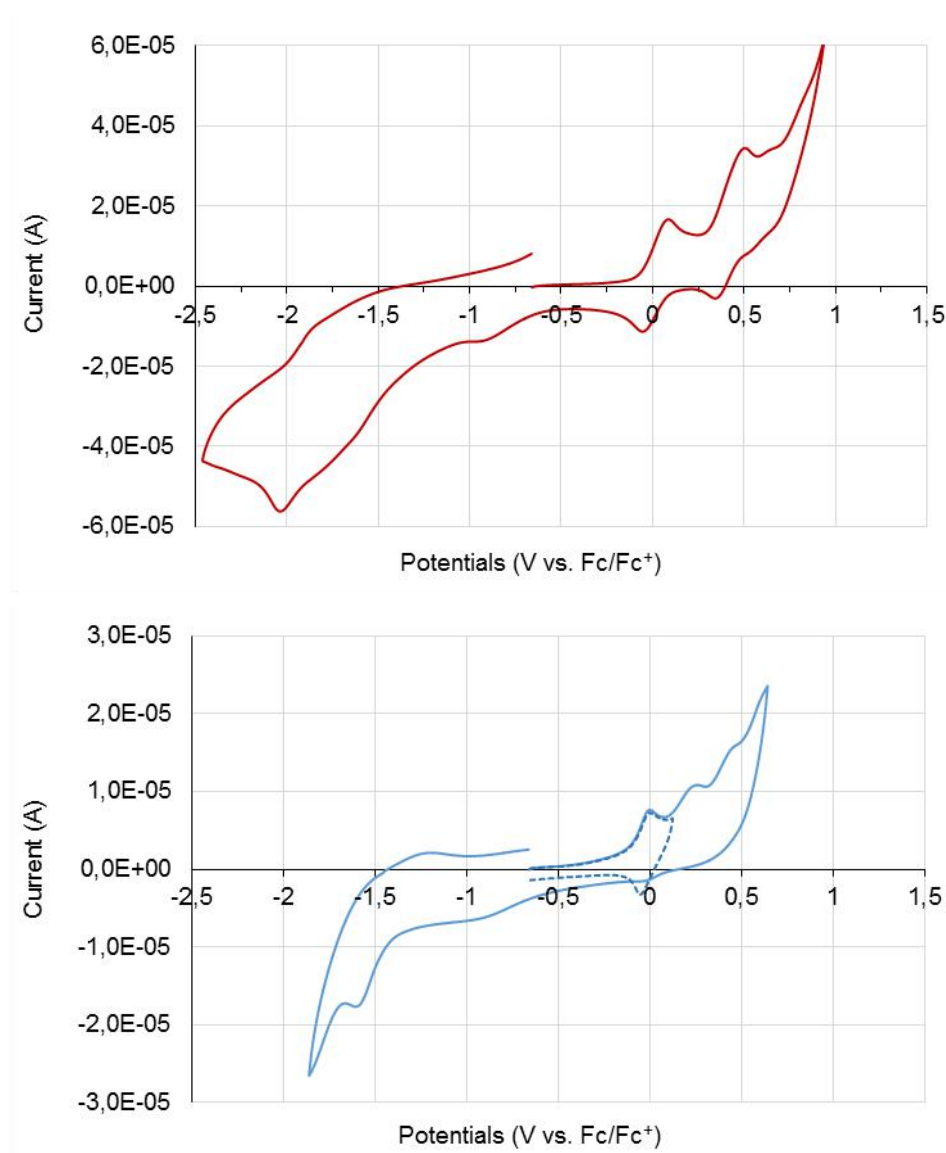 6,0E-05
4,0E-05
2,0E-05
0,0E+00
-2,0E-05
-4,0E-05
-6,0E-05
-2,5 -2 -1,5 -1 -0,5 0 0,5 1 1,5
Current (A)
Potentials (V vs. Fc/Fc⁺)
3,0E-05
2,0E-05
1,0E-05
0,0E+00
-1,0E-05
-2,0E-05
-3,0E-05
-2,5 -2 -1,5 -1 -0,5 0 0,5 1 1,5
Current (A)
Potentials (V vs. Fc/Fc⁺)